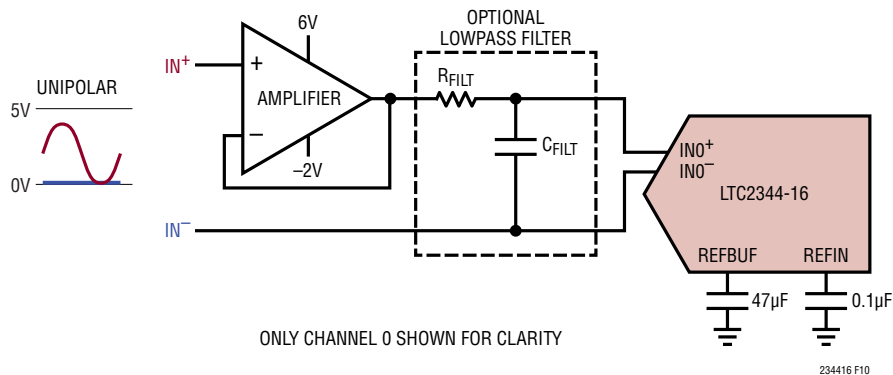 OPTIONAL
LOWPASS FILTER
6V
IN+
+
AMPLIFIER
−
–2V
RFILT
CFILT
UNIPOLAR
5V
0V
IN–
IN0+
IN0–
LTC2344-16
REFBUF
REFIN
47µF
0.1µF
ONLY CHANNEL 0 SHOWN FOR CLARITY
234416 F10